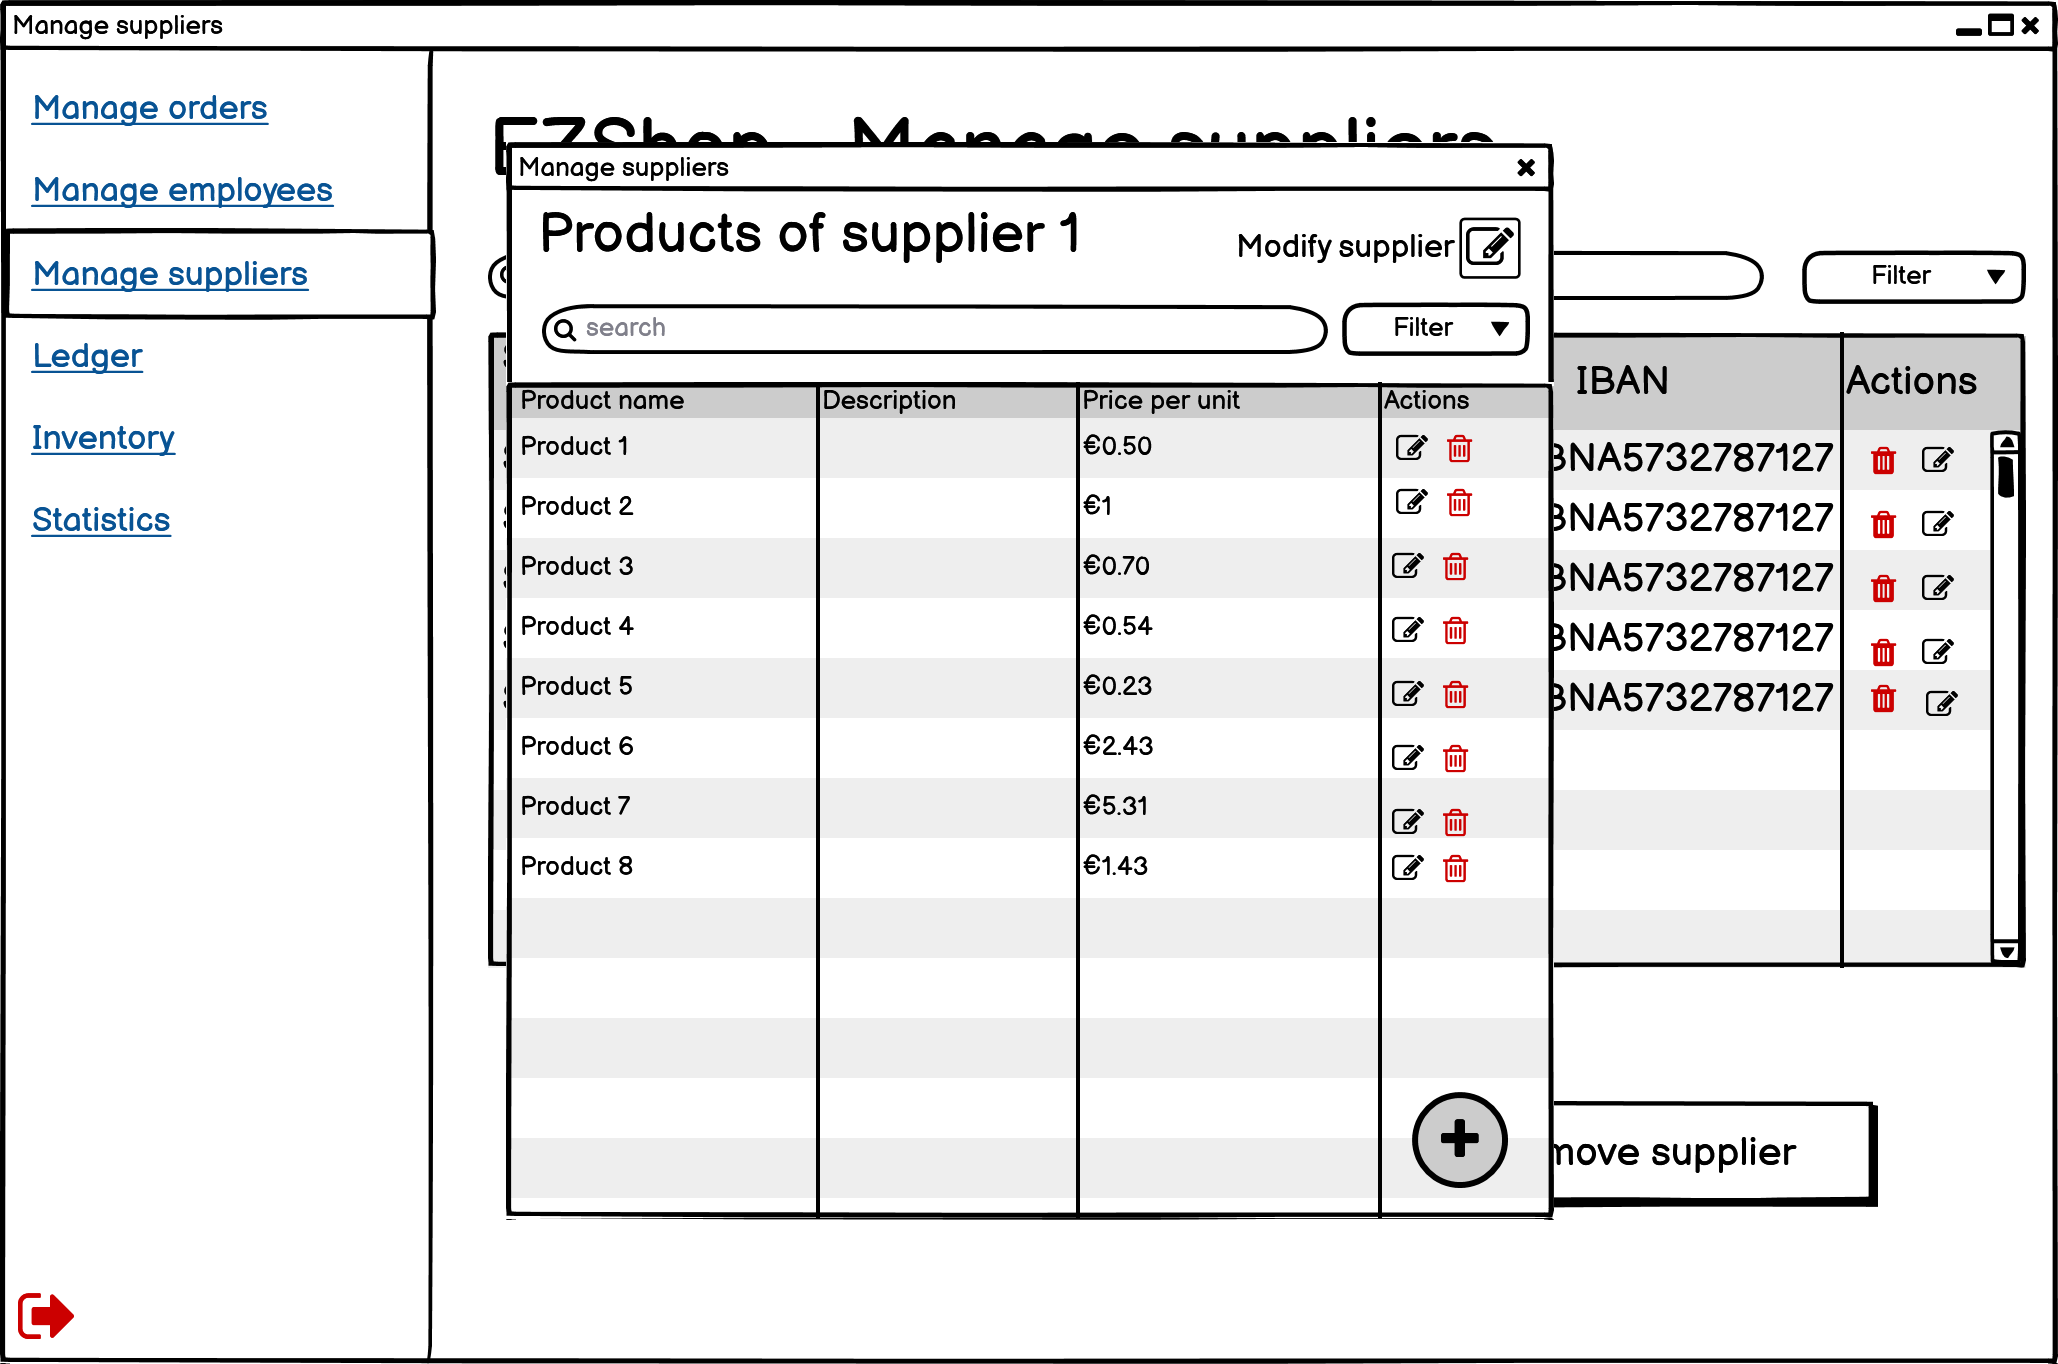 Manage suppliers
Manage orders
Manage employees
Manage suppliers
Ledger
Inventory
Statistics
EZShop - Manage suppliers
Filter
IBAN
Actions
BNA5732787127
BNA5732787127
BNA5732787127
BNA5732787127
BNA5732787127
move supplier
Manage suppliers
Products of supplier 1
Modify supplier
search
Filter
Product name Description Price per unit Actions
Product 1 €0.50
Product 2 €1
Product 3 €0.70
Product 4 €0.54
Product 5 €0.23
Product 6 €2.43
Product 7 €5.31
Product 8 €1.43